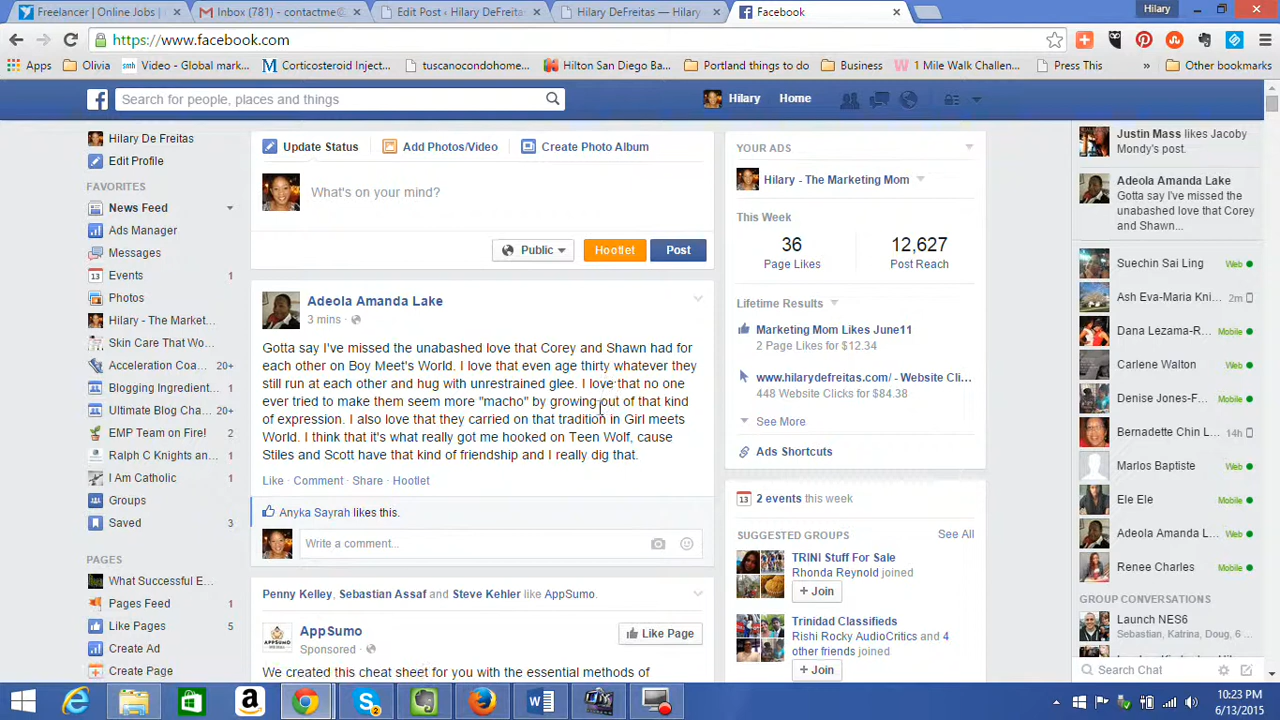 Freelancer | Online Jobs |
Inbox (781) - contactme@
Edit Post ‹ Hilary DeFreitas
Hilary DeFreitas — Hilary
Facebook
Hilary
https://www.facebook.com
Apps
Olivia
smh Video - Global mark...
Corticosteroid Inject...
tuscanocondohome...
Hilton San Diego Ba...
Portland things to do
Business
1 Mile Walk Challen...
Press This
»
Other bookmarks
Search for people, places and things
Hilary
Home
Hilary De Freitas
Edit Profile
FAVORITES
News Feed
Ads Manager
Messages
Events 1
Photos
Hilary - The Market...
Skin Care That Wo...
Acceleration Coa... 20+
Blogging Ingredient...
Ultimate Blog Cha... 20+
EMP Team on Fire! 2
Ralph C Knights an...
I Am Catholic 1
Groups
Saved 3
PAGES
What Successful E...
Pages Feed 1
Like Pages 5
Create Ad
Create Page
Update Status
Add Photos/Video
Create Photo Album
What's on your mind?
Public
Hootlet
Post
Adeola Amanda Lake
3 mins ·
Gotta say I've missed the unabashed love that Corey and Shawn had for
each other on Boy Meet's World. I love that even age thirty whatever they
still run at each other and hug with unrestrained glee. I love that no one
ever tried to make them seem more "macho" by growing out of that kind
of expression. I also love that they carried on that tradition in Girl meets
World. I think that it's what really got me hooked on Teen Wolf, cause
Stiles and Scott have that kind of friendship and I really dig that.
Like · Comment · Share · Hootlet
Anyka Sayrah likes this.
Write a comment...
Penny Kelley, Sebastian Assaf and Steve Kehler like AppSumo.
APPSUMO
AppSumo
Sponsored ·
Like Page
We created this cheat sheet for you with the essential methods of
YOUR ADS
Hilary - The Marketing Mom
This Week
36
Page Likes
12,627
Post Reach
Lifetime Results
Marketing Mom Likes June11
2 Page Likes for $12.34
www.hilarydefreitas.com/ - Website Cli...
448 Website Clicks for $84.38
See More
Ads Shortcuts
13
2 events this week
SUGGESTED GROUPS
See All
TRINI Stuff For Sale
Rhonda Reynold joined
+ Join
Trinidad Classifieds
Rishi Rocky AudioCritics and 4
other friends joined
+ Join
Justin Mass likes Jacoby
Mondy's post.
Adeola Amanda Lake
Gotta say I've missed the
unabashed love that Corey
and Shawn...
Suechin Sai Ling Web
Ash Eva-Maria Kni... 2m
Dana Lezama-R... Mobile
Carlene Walton Web
Denise Jones-F... Mobile
Bernadette Chin L... 14h
Marlos Baptiste Web
Ele Ele Mobile
Adeola Amanda L... Web
Renee Charles Mobile
GROUP CONVERSATIONS
Launch NES6
Sebastian, Katrina, Doug, 6 ...
Search Chat
10:23 PM
6/13/2015